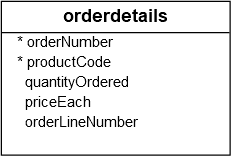 orderdetails
* orderNumber
* productCode
quantityOrdered
priceEach
orderLineNumber